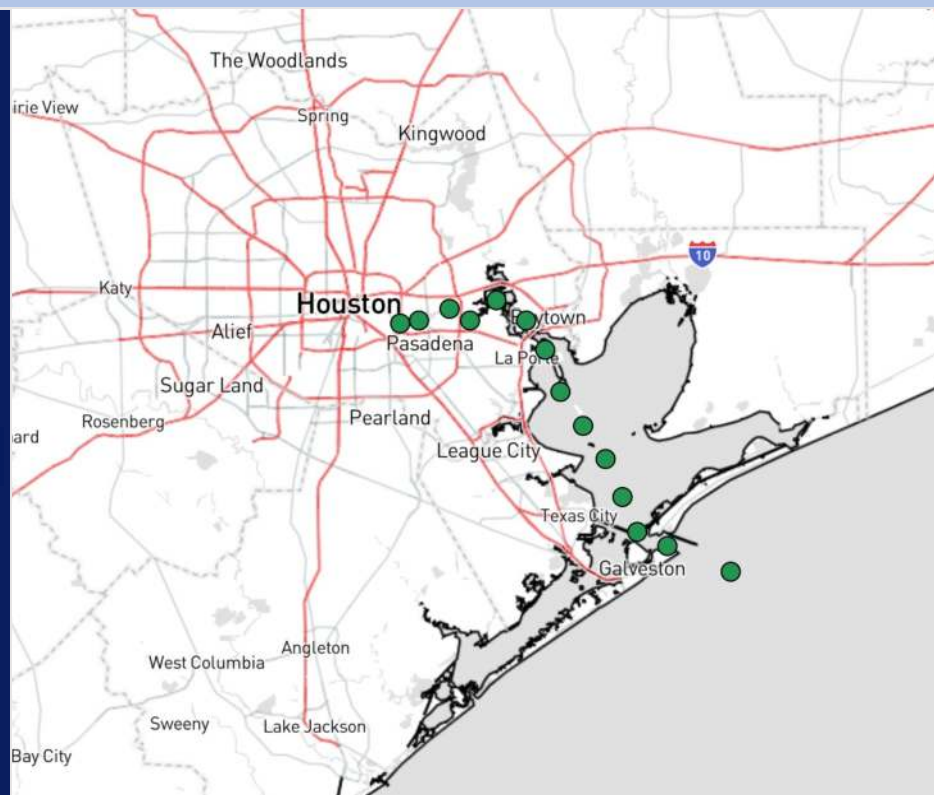 The Woodlands
irie View
Spring
Kingwood
10
Katy
Houston
Baytown
Alief
Pasadena
La Porte
Sugar Land
Pearland
Rosenberg
ard
League City
Texas City
Galveston
Angleton
West Columbia
Sweeny
Lake Jackson
Bay City